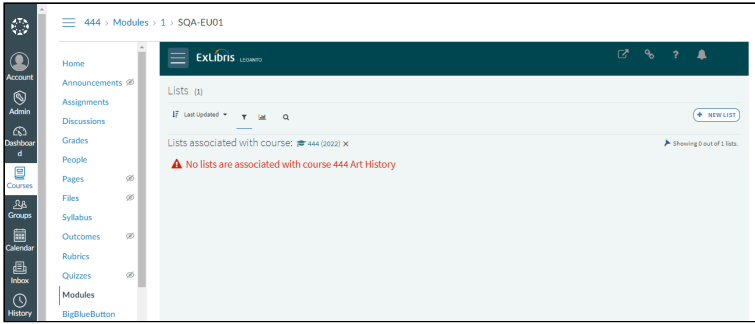 444 › Modules › 1 › SQA-EU01
Account
Admin
Dashboar
d
Courses
Groups
Calendar
Inbox
History
Home
Announcements
Assignments
Discussions
Grades
People
Pages
Files
Syllabus
Outcomes
Rubrics
Quizzes
Modules
BigBlueButton
ExLibris LEGANTO
?
Lists (1)
Last Updated
+ NEW LIST
Lists associated with course: 444 (2022) ×
Showing 0 out of 1 lists.
No lists are associated with course 444 Art History